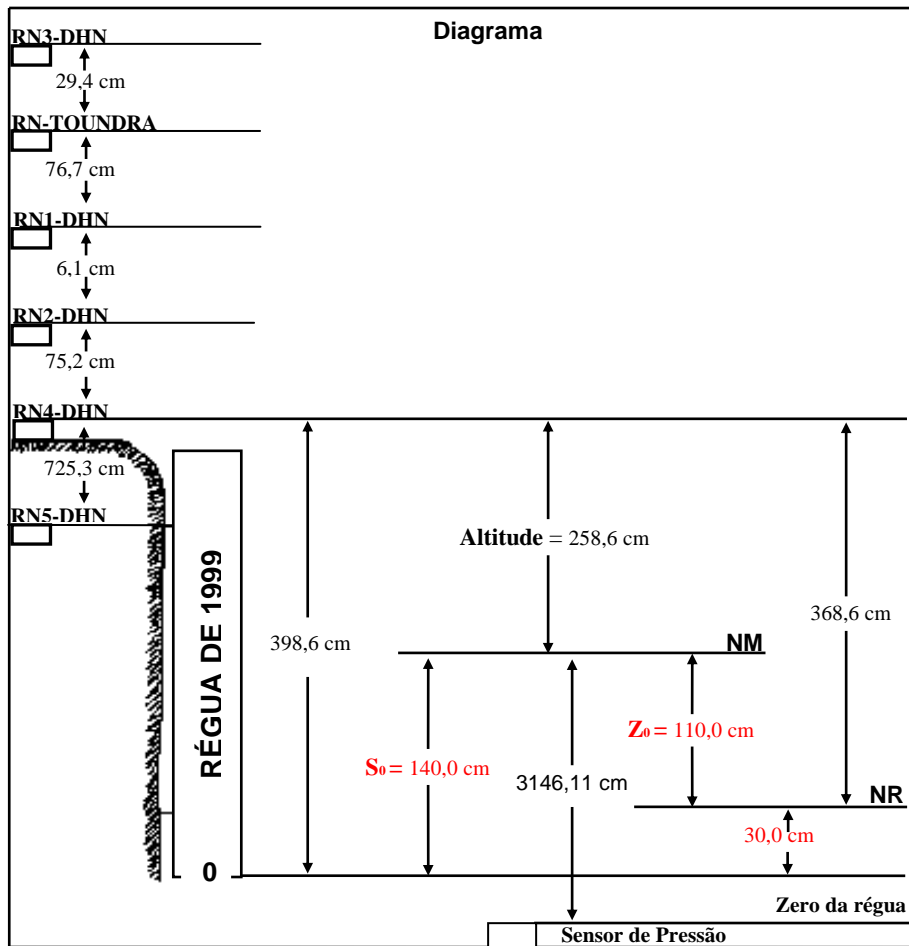 Diagrama
RN3-DHN
29,4 cm
RN-TOUNDRA
76,7 cm
RN1-DHN
6,1 cm
RN2-DHN
75,2 cm
RN4-DHN
725,3 cm
RN5-DHN
RÉGUA DE 1999
0
Altitude = 258,6 cm
368,6 cm
398,6 cm
NM
Z₀ = 110,0 cm
S₀ = 140,0 cm
3146,11 cm
NR
30,0 cm
Zero da régua
Sensor de Pressão